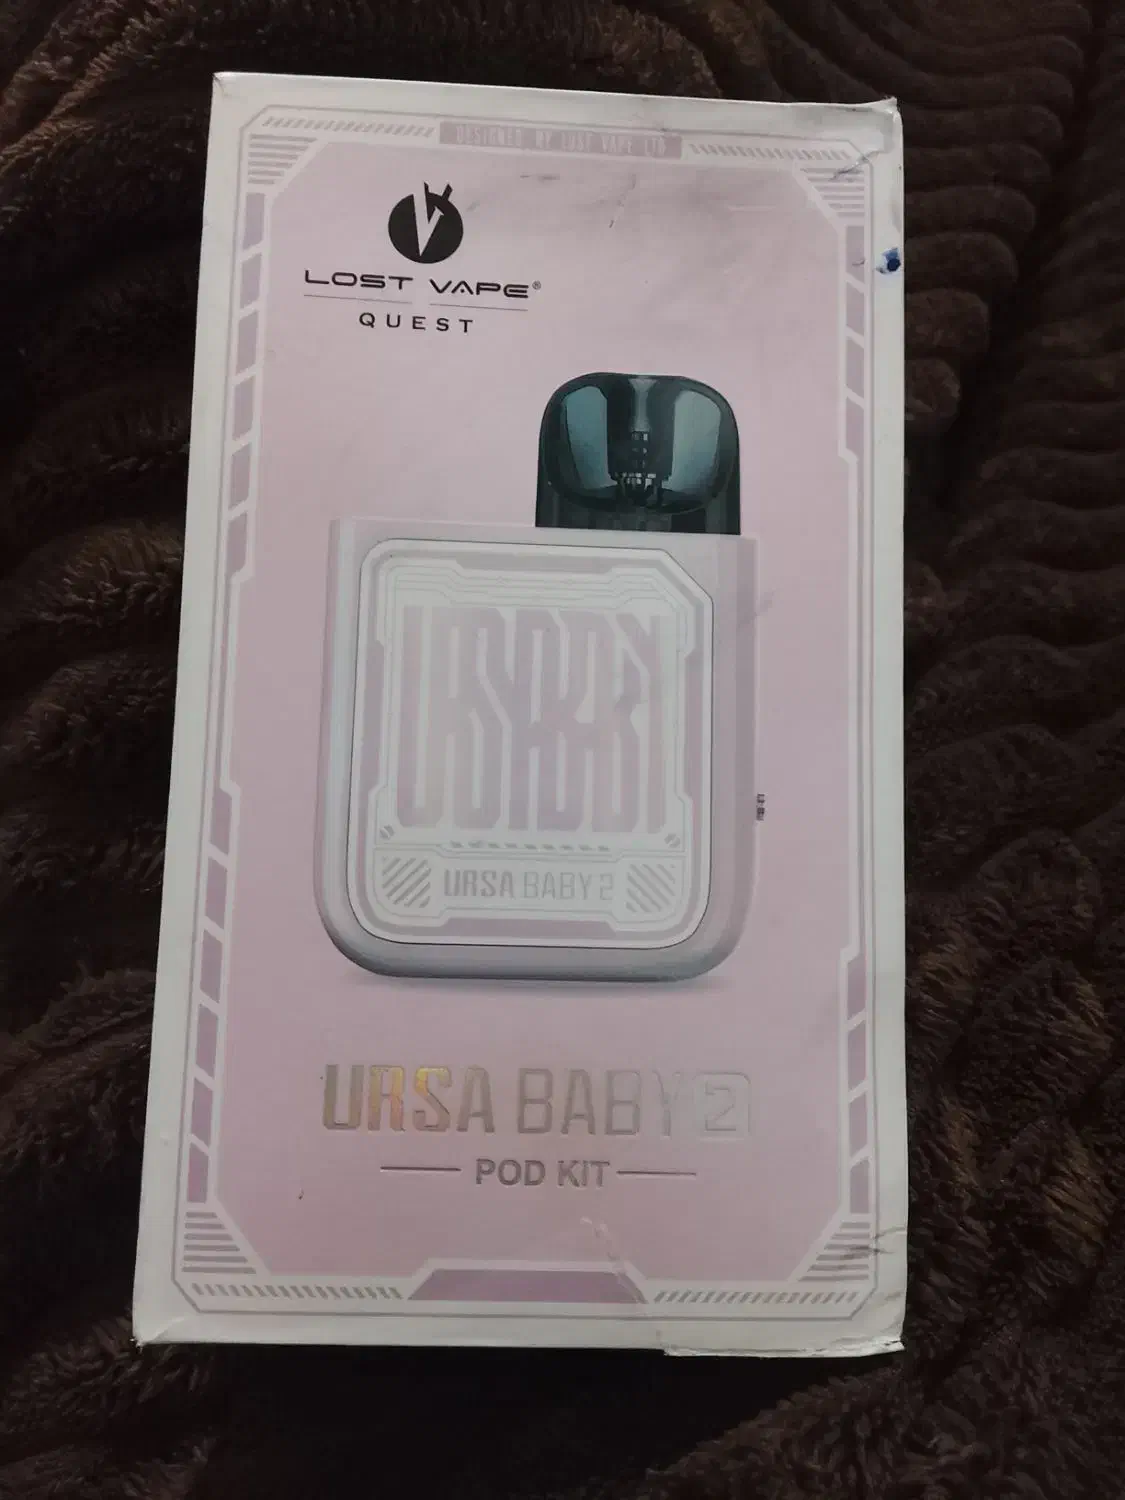 DESIGNED BY LOST VAPE LTD
LOST VAPE®
QUEST
URSA BABY 2
URSA BABY 2
POD KIT